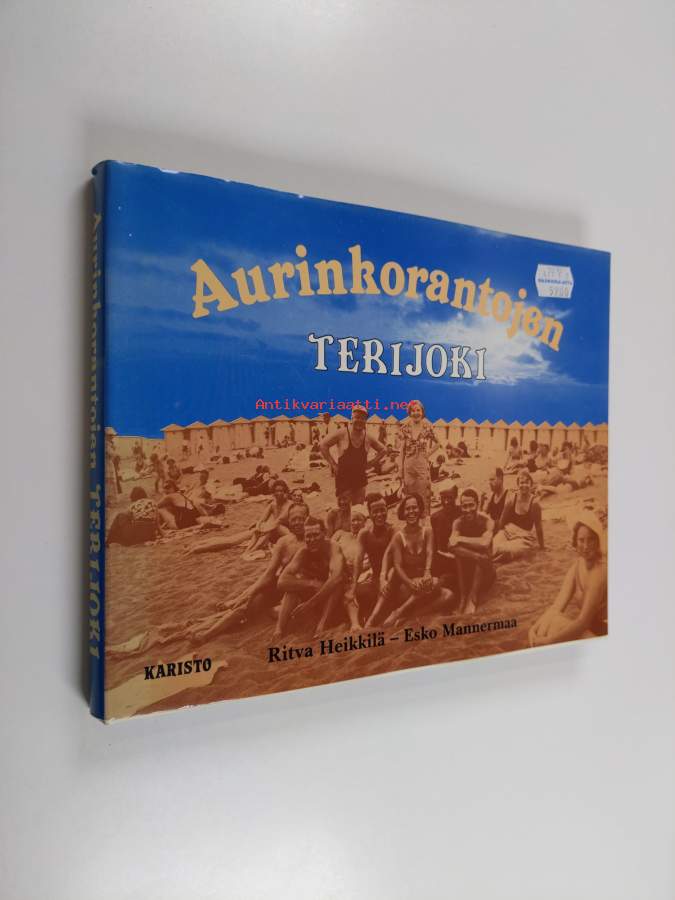 Aurinkorantojen
TERIJOKI
Antikvariaatti.net
Ritva Heikkilä – Esko Mannermaa
KARISTO
Aurinkorantojen TERIJOKI